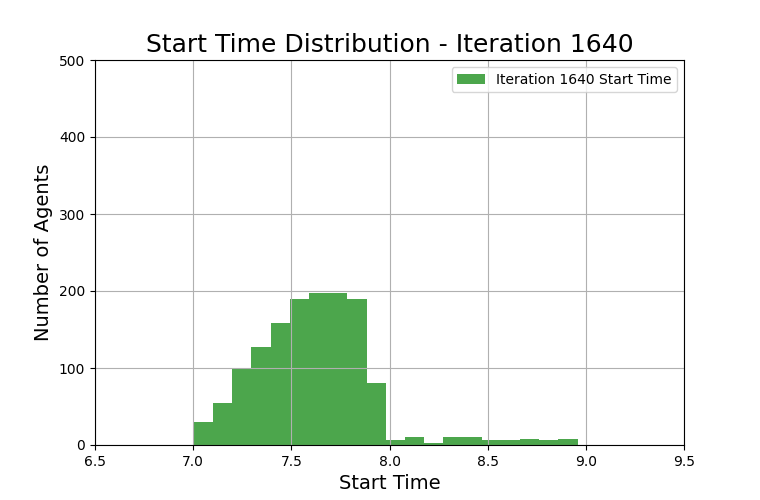 Start Time Distribution - Iteration 1640
Iteration 1640 Start Time
Number of Agents
500
400
300
200
100
0
6.5 7.0 7.5 8.0 8.5 9.0 9.5
Start Time